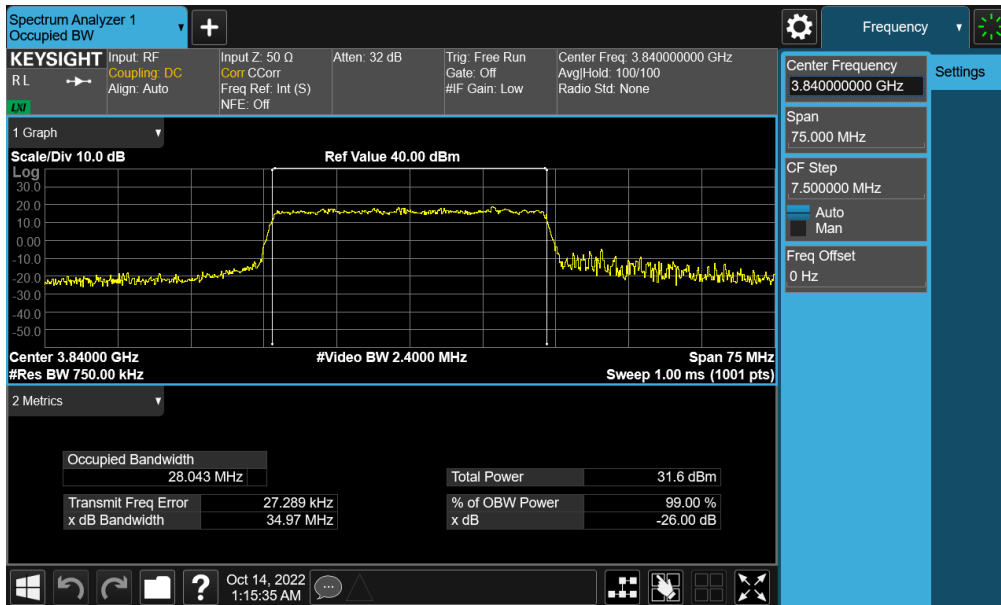 Spectrum Analyzer 1
Occupied BW
+
Frequency
KEYSIGHT
R L
LXI
Input: RF
Coupling: DC
Align: Auto
Input Z: 50 Ω
Corr CCorr
Freq Ref: Int (S)
NFE: Off
Atten: 32 dB
Trig: Free Run
Gate: Off
#IF Gain: Low
Center Freq: 3.840000000 GHz
Avg|Hold: 100/100
Radio Std: None
Center Frequency
3.840000000 GHz
Settings
Span
75.000 MHz
CF Step
7.500000 MHz
Auto
Man
Freq Offset
0 Hz
1 Graph
Scale/Div 10.0 dB
Ref Value 40.00 dBm
Log
30.0
20.0
10.0
0.00
-10.0
-20.0
-30.0
-40.0
-50.0
Center 3.84000 GHz
#Video BW 2.4000 MHz
Span 75 MHz
#Res BW 750.00 kHz
Sweep 1.00 ms (1001 pts)
2 Metrics
Occupied Bandwidth
28.043 MHz
Total Power 31.6 dBm
Transmit Freq Error 27.289 kHz
% of OBW Power 99.00 %
x dB Bandwidth 34.97 MHz
x dB -26.00 dB
?
Oct 14, 2022
1:15:35 AM